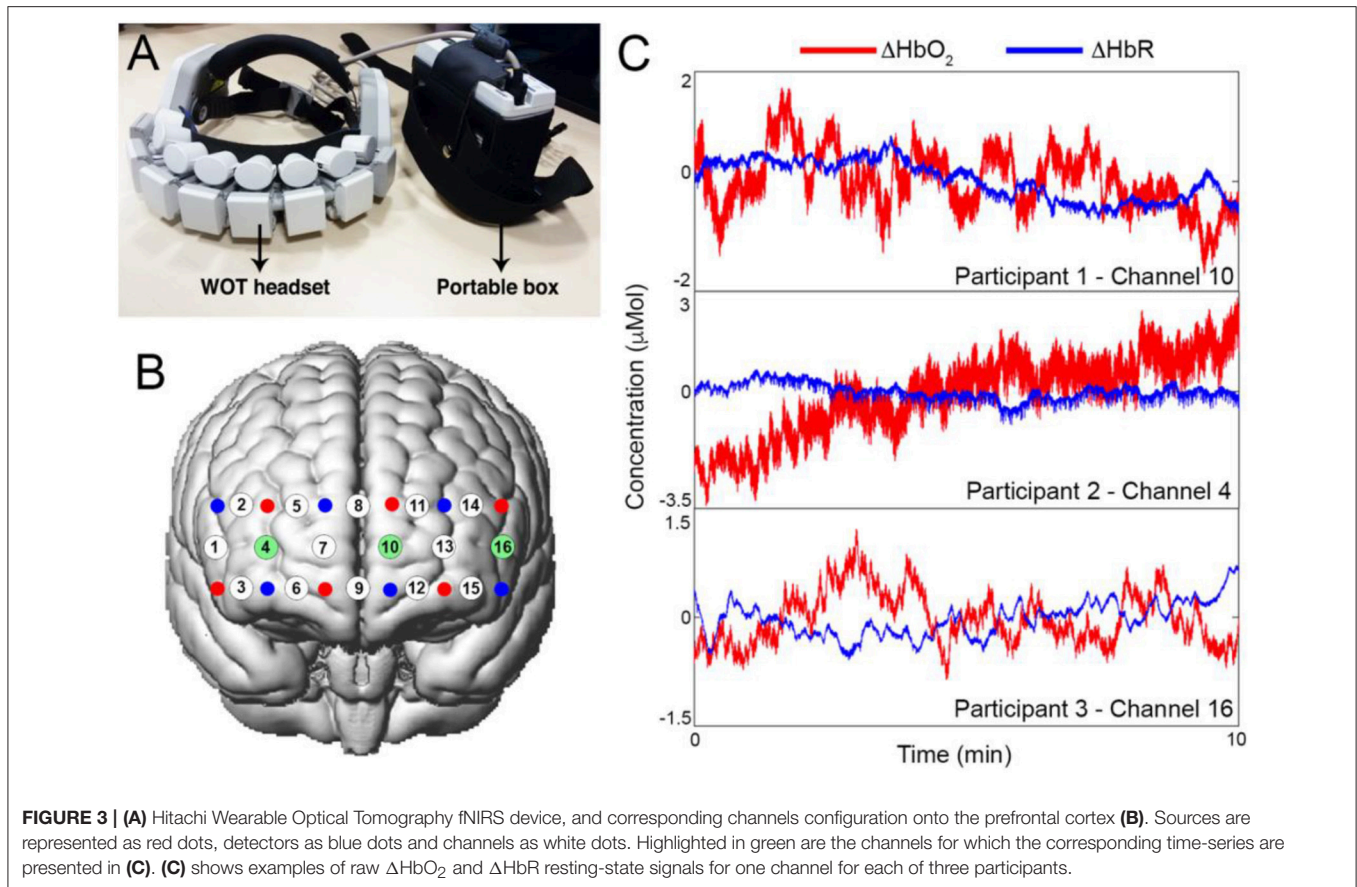 A
WOT headset
Portable box
B
2
5
8
11
14
1
4
7
10
13
16
3
6
9
12
15
C
ΔHbO₂ ΔHbR
Concentration (μMol)
2
0
-2
Participant 1 - Channel 10
3
0
-3.5
Participant 2 - Channel 4
1.5
0
-1.5
Participant 3 - Channel 16
0
10
Time (min)
FIGURE 3 | (A) Hitachi Wearable Optical Tomography fNIRS device, and corresponding channels configuration onto the prefrontal cortex (B). Sources are
represented as red dots, detectors as blue dots and channels as white dots. Highlighted in green are the channels for which the corresponding time-series are
presented in (C). (C) shows examples of raw ΔHbO₂ and ΔHbR resting-state signals for one channel for each of three participants.